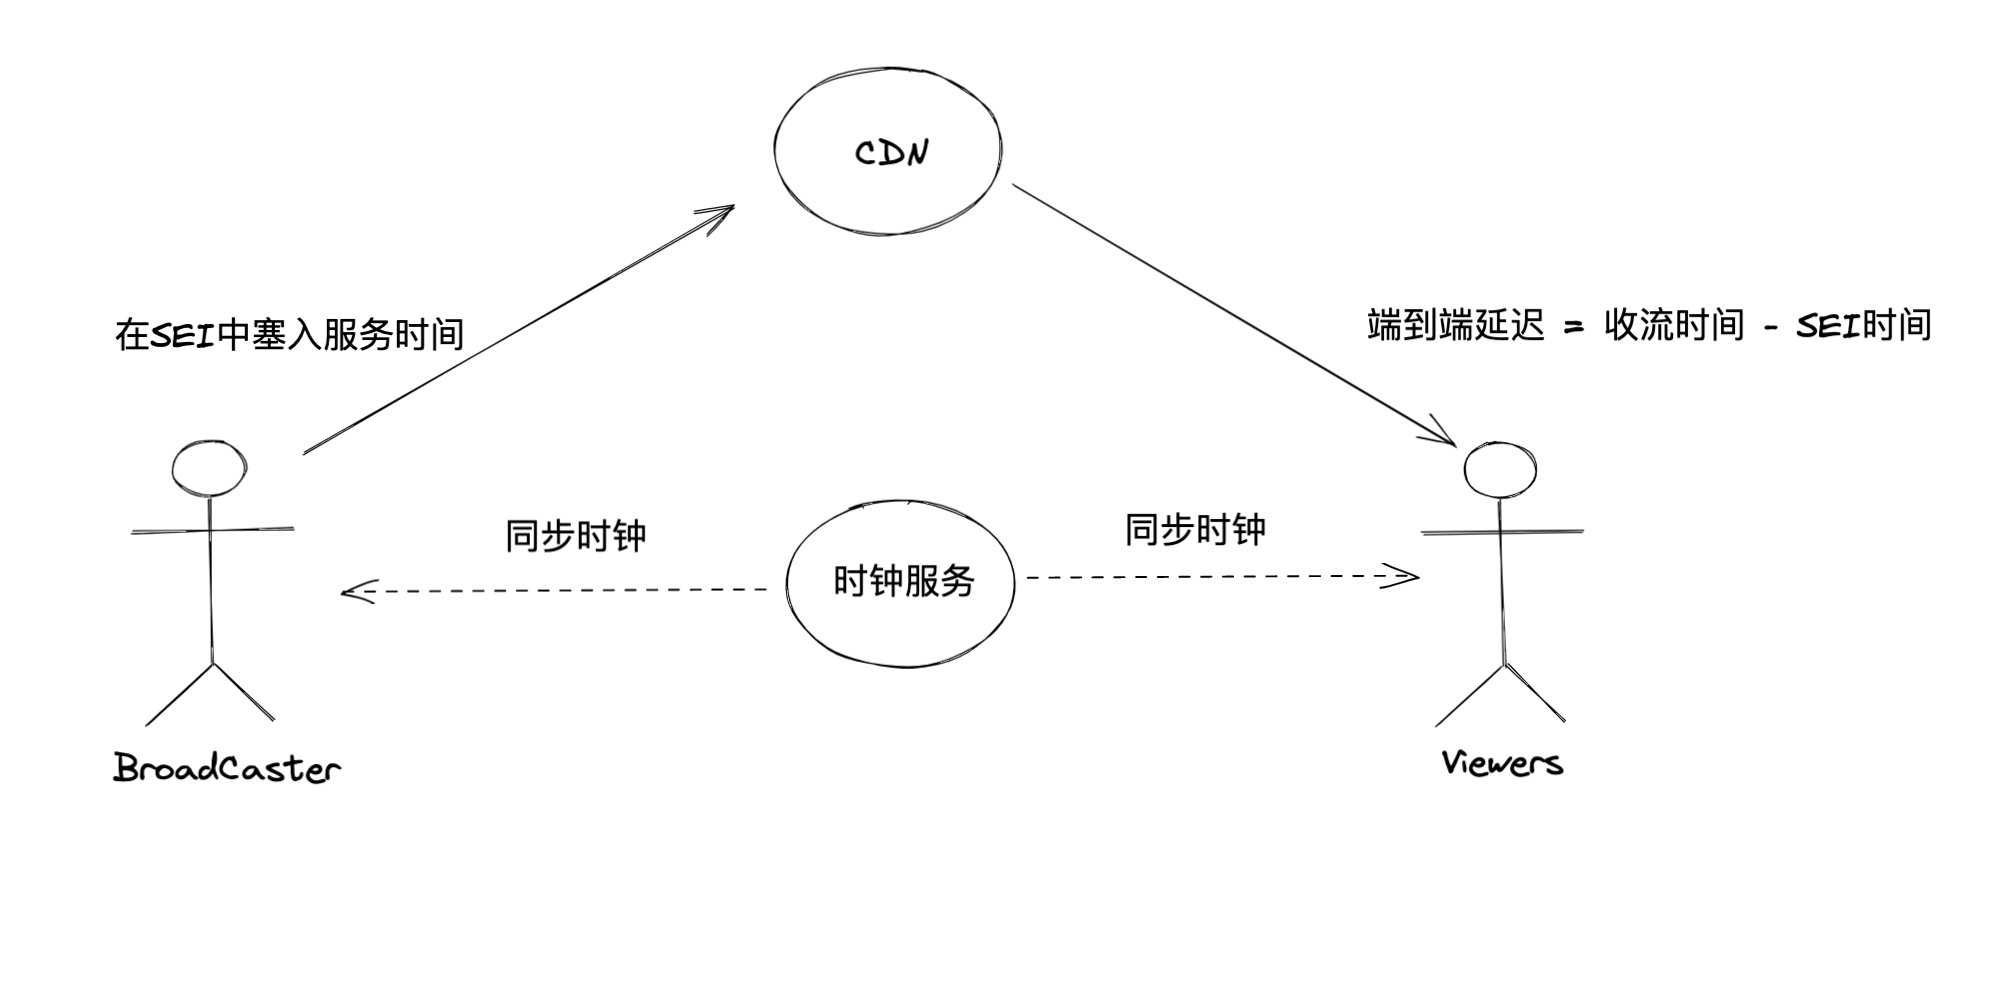 CDN
在SEI中塞入服务时间
端到端延迟 = 收流时间 - SEI时间
同步时钟
同步时钟
时钟服务
BroadCaster
Viewers